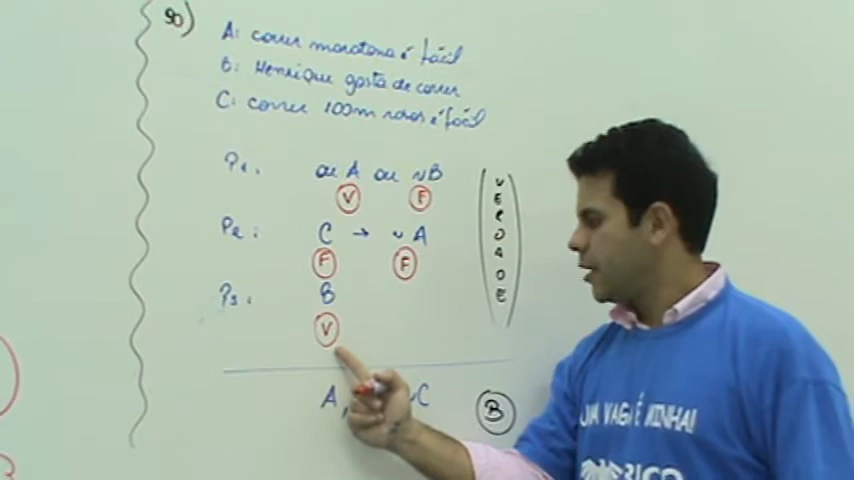 90)
A: correr maratona é fácil
B: Henrique gosta de correr
C: correr 100m rasos é fácil
P1: ou A ou ~B
V F
P2: C → ~A
F F
P3: B
V
VERDADE
A, C
B
UMA VAGA É MINHA!